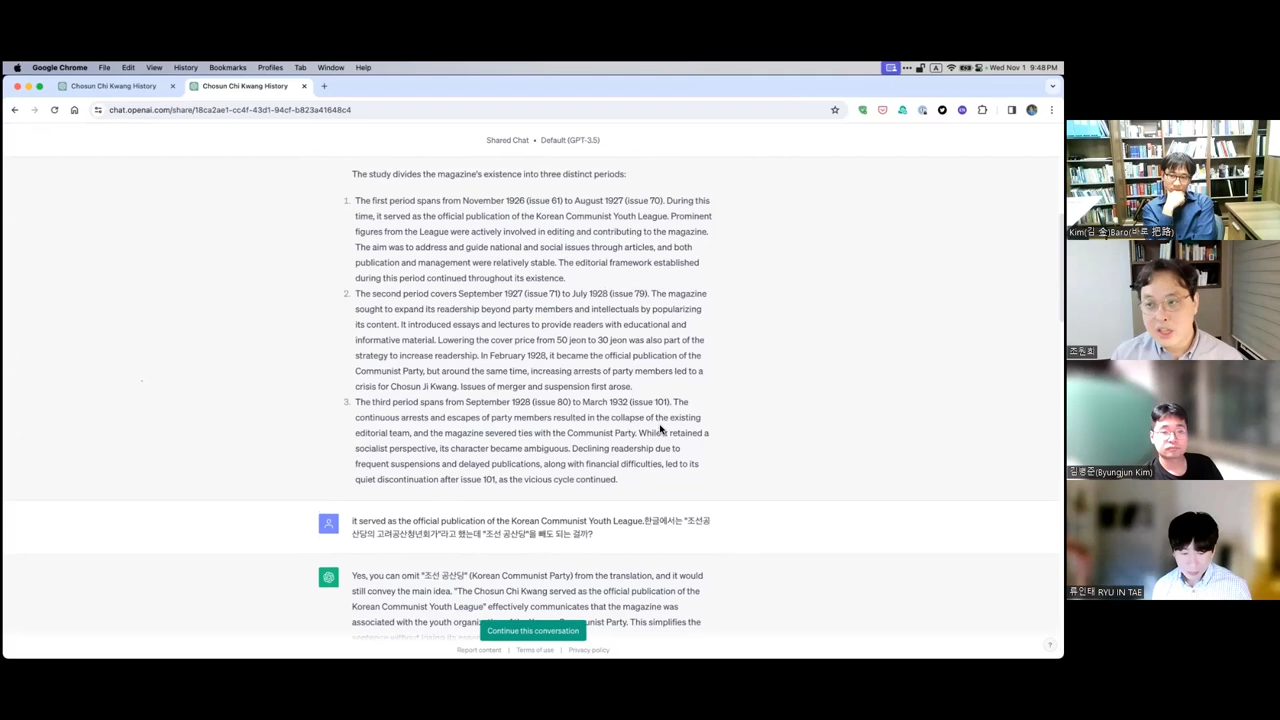 Google Chrome File Edit View History Bookmarks Profiles Tab Window Help
A Wed Nov 1 9:48 PM
Chosun Chi Kwang History
Chosun Chi Kwang History
chat.openai.com/share/18ca2ae1-cc4f-43d1-94cf-b823a41648c4
Shared Chat • Default (GPT-3.5)
The study divides the magazine's existence into three distinct periods:
1. The first period spans from November 1926 (issue 61) to August 1927 (issue 70). During this
time, it served as the official publication of the Korean Communist Youth League. Prominent
figures from the League were actively involved in editing and contributing to the magazine.
The aim was to address and guide national and social issues through articles, and both
publication and management were relatively stable. The editorial framework established
during this period continued throughout its existence.
2. The second period covers September 1927 (issue 71) to July 1928 (issue 79). The magazine
sought to expand its readership beyond party members and intellectuals by popularizing
its content. It introduced essays and lectures to provide readers with educational and
informative material. Lowering the cover price from 50 jeon to 30 jeon was also part of the
strategy to increase readership. In February 1928, it became the official publication of the
Communist Party, but around the same time, increasing arrests of party members led to a
crisis for Chosun Ji Kwang. Issues of merger and suspension first arose.
3. The third period spans from September 1928 (issue 80) to March 1932 (issue 101). The
continuous arrests and escapes of party members resulted in the collapse of the existing
editorial team, and the magazine severed ties with the Communist Party. While it retained a
socialist perspective, its character became ambiguous. Declining readership due to
frequent suspensions and delayed publications, along with financial difficulties, led to its
quiet discontinuation after issue 101, as the vicious cycle continued.
it served as the official publication of the Korean Communist Youth League.한글에서는 "조선공
산당의 고려공산청년회가"라고 했는데 "조선 공산당"을 빼도 되는 걸까?
Yes, you can omit "조선 공산당" (Korean Communist Party) from the translation, and it would
still convey the main idea. "The Chosun Chi Kwang served as the official publication of the
Korean Communist Youth League" effectively communicates that the magazine was
associated with the youth Communist Party. This simplifies the
Continue this conversation
Report content | Terms of use | Privacy policy
?
Kim(김 金)Baro(바로 把路)
조원희
김병준(Byungjun Kim)
류인태 RYU IN TAE